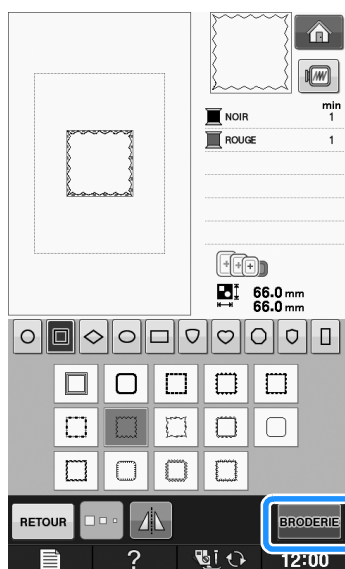 min
NOIR 1
ROUGE 1
66.0 mm
66.0 mm
RETOUR
BRODERIE
?
12:00